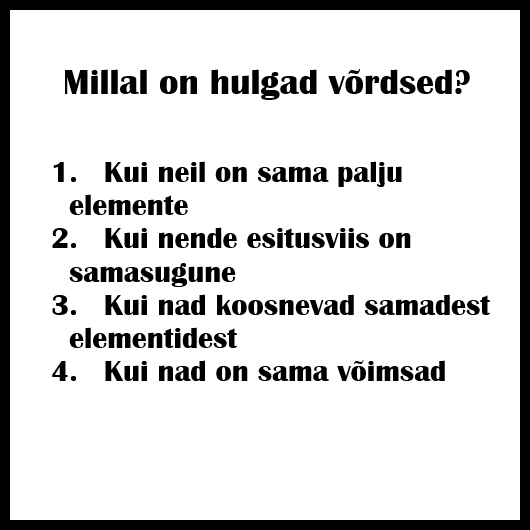 Millal on hulgad võrdsed?
1. Kui neil on sama palju
elemente
2. Kui nende esitusviis on
samasugune
3. Kui nad koosnevad samadest
elementidest
4. Kui nad on sama võimsad